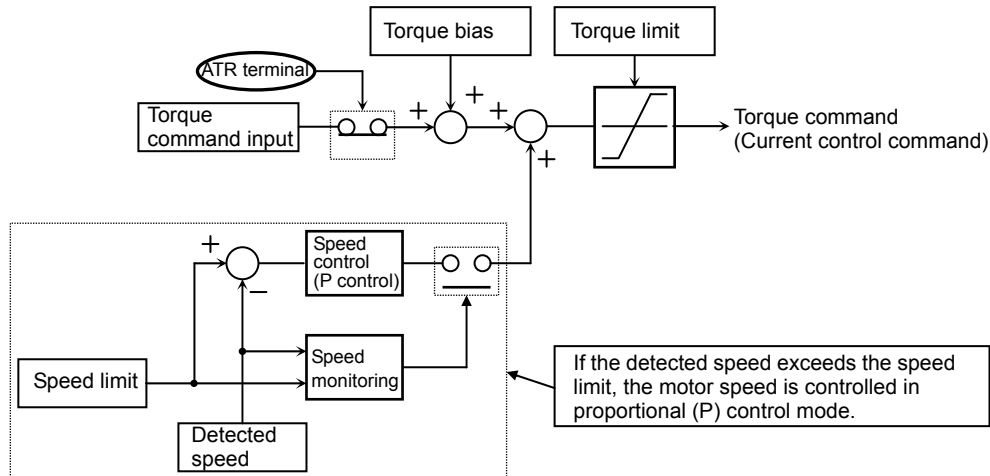 Torque bias
Torque limit
ATR terminal
Torque
command input
+
+
+
+
Torque command
(Current control command)
+
−
Speed
control
(P control)
Speed limit
Speed
monitoring
Detected
speed
If the detected speed exceeds the speed
limit, the motor speed is controlled in
proportional (P) control mode.